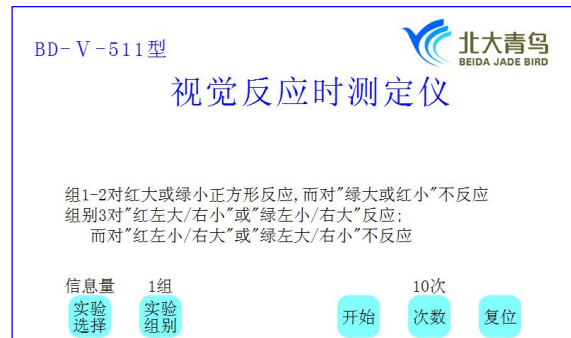 BD-Ⅴ-511型
北大青鸟
BEIDA JADE BIRD
视觉反应时测定仪
组1-2对红大或绿小正方形反应,而对"绿大或红小"不反应
组别3对"红左大/右小"或"绿左小/右大"反应;
而对"红左小/右大"或"绿左大/右小"不反应
信息量 1组 10次
实验选择 实验组别 开始 次数 复位